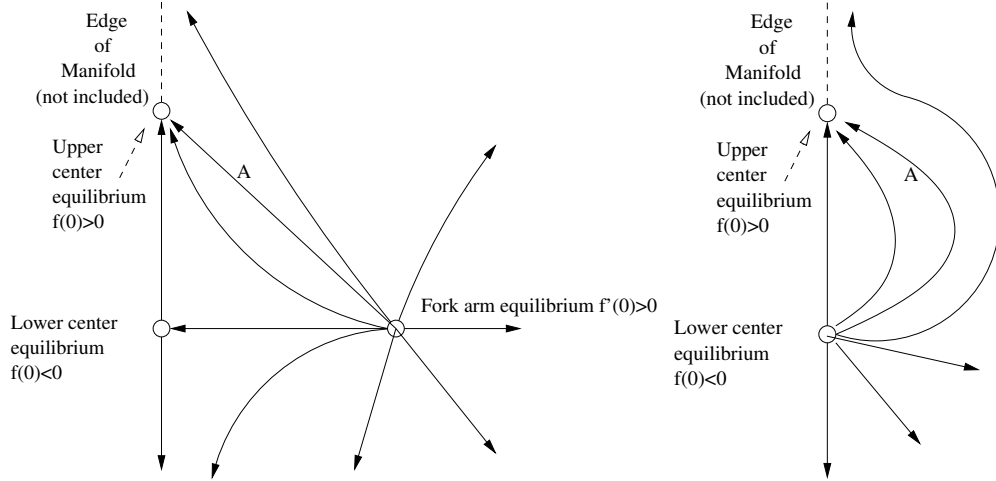 Edge
of
Manifold
(not included)
Upper
center
equilibrium
f(0)>0
A
Fork arm equilibrium f'(0)>0
Lower center
equilibrium
f(0)<0
Edge
of
Manifold
(not included)
Upper
center
equilibrium
f(0)>0
A
Lower center
equilibrium
f(0)<0